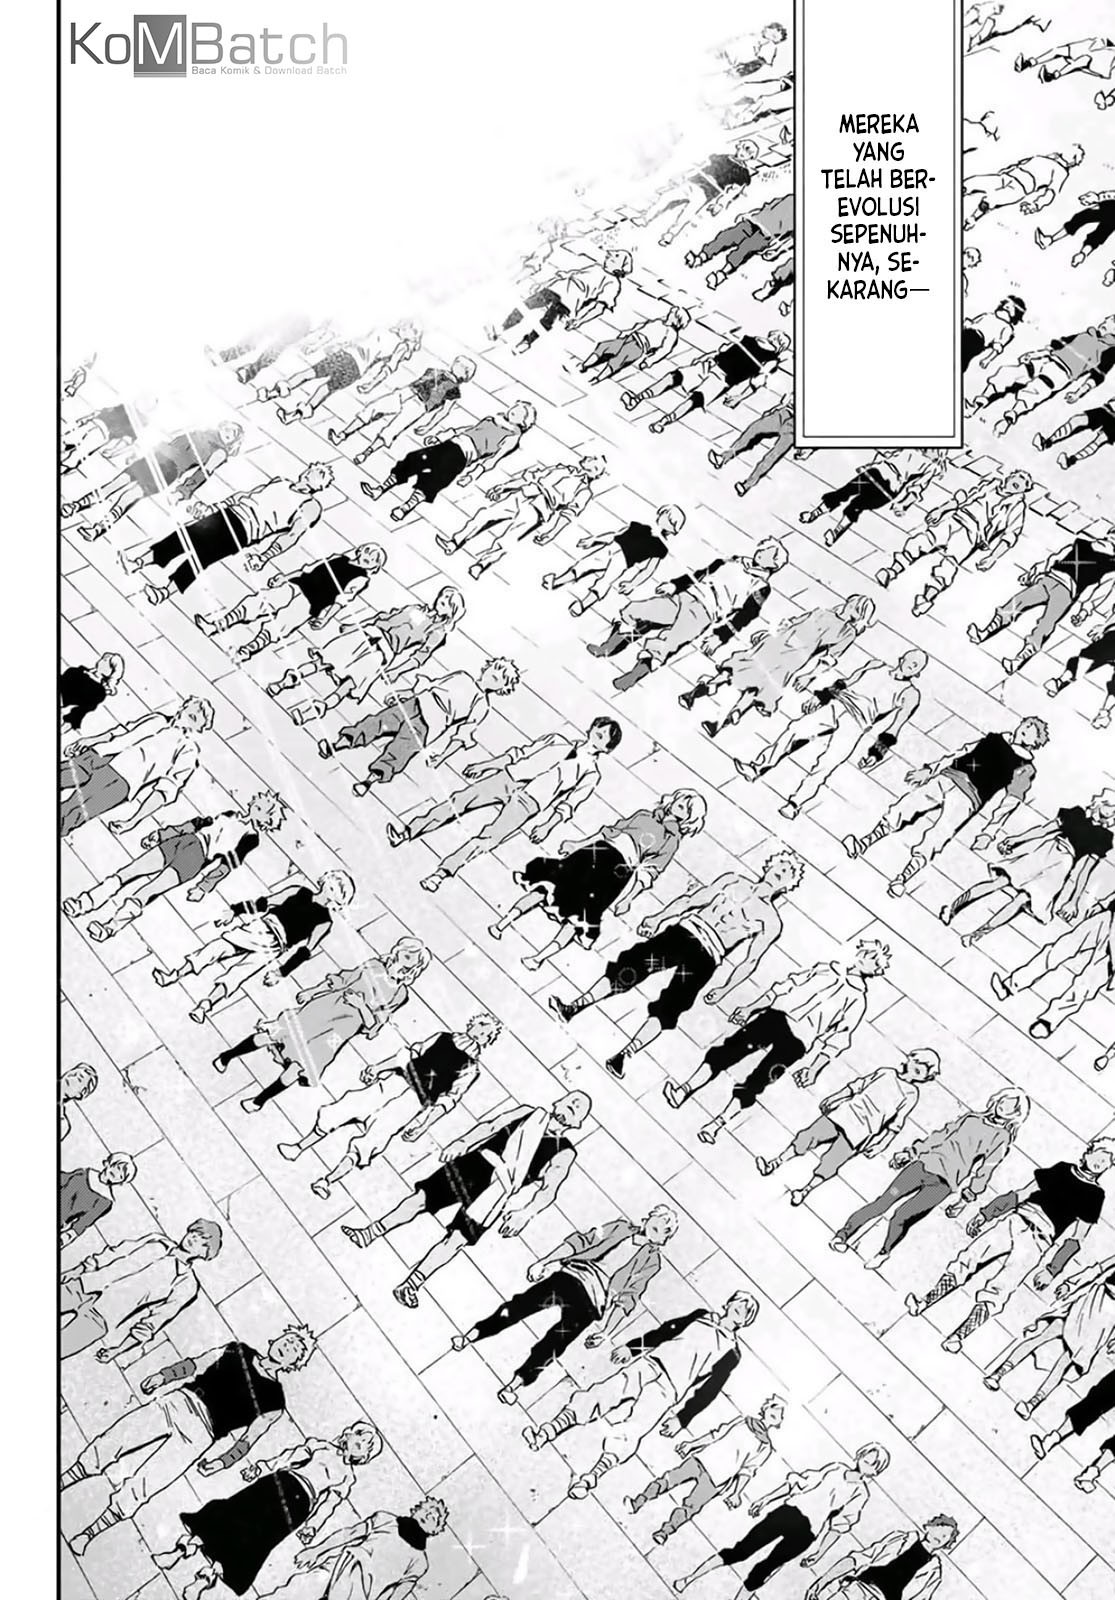 KoMBatch
Baca Komik & Download Batch
MEREKA
YANG
TELAH BER-
EVOLUSI
SEPENUH-
NYA, SE-
KARANG—